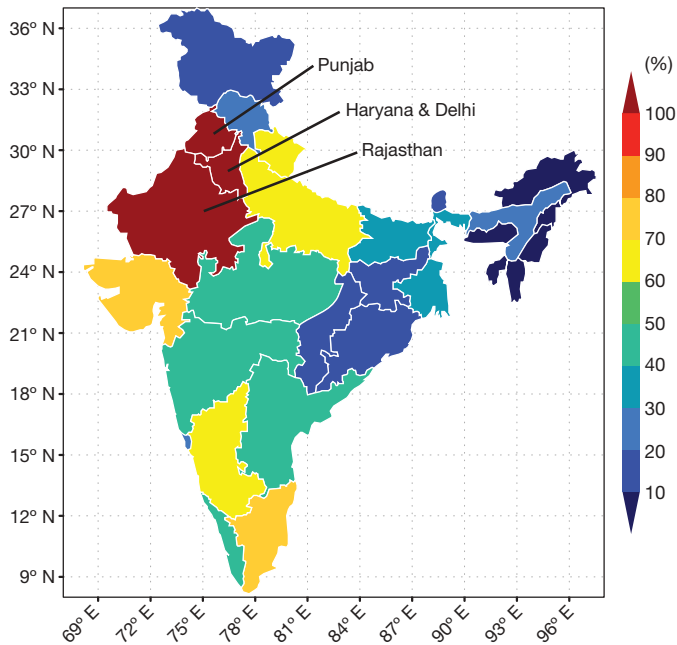 36° N
33° N
30° N
27° N
24° N
21° N
18° N
15° N
12° N
9° N
69° E
72° E
75° E
78° E
81° E
84° E
87° E
90° E
93° E
96° E
Punjab
Haryana & Delhi
Rajasthan
(%)
100
90
80
70
60
50
40
30
20
10